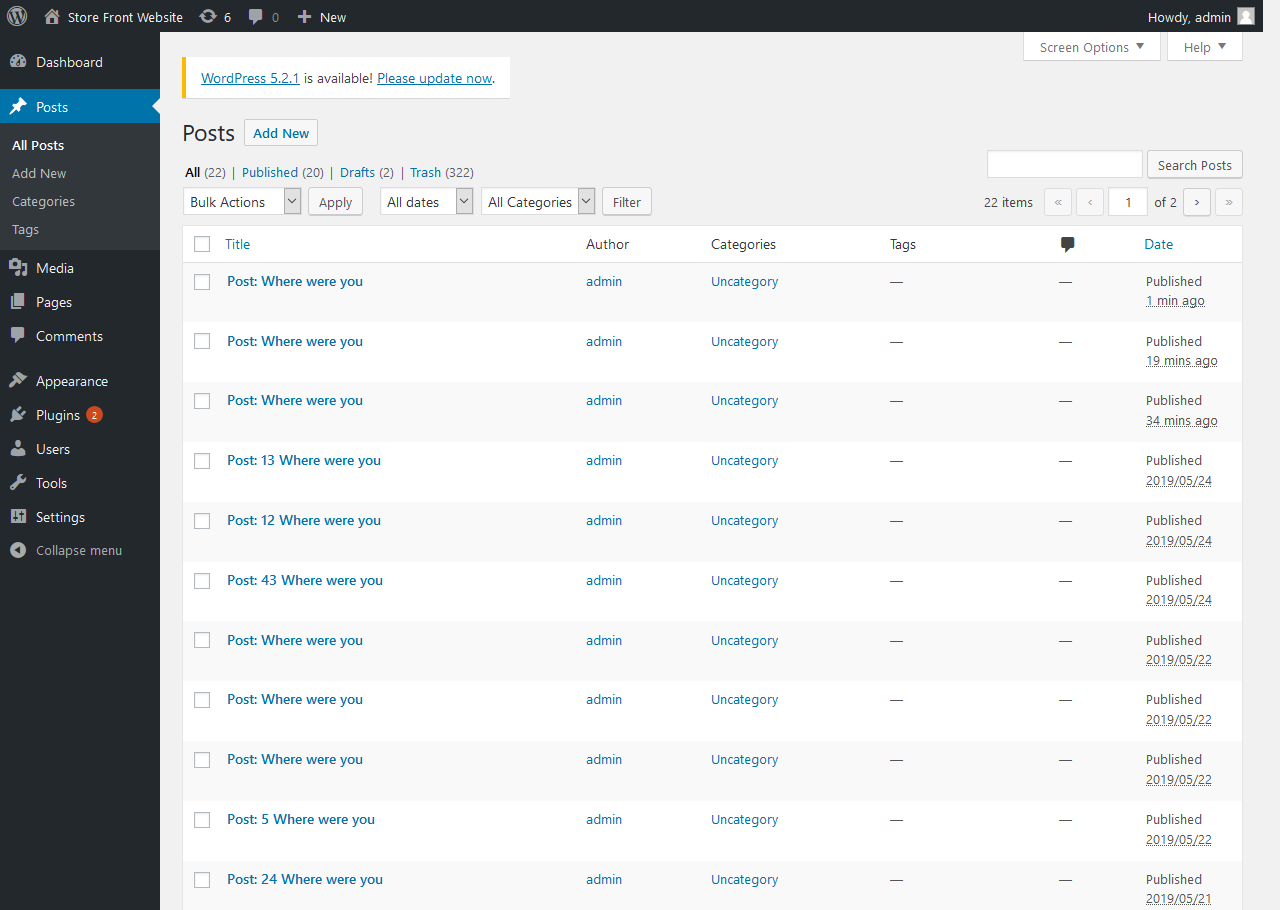 Store Front Website 6 0 New Howdy, admin
Dashboard
Posts
All Posts
Add New
Categories
Tags
Media
Pages
Comments
Appearance
Plugins 2
Users
Tools
Settings
Collapse menu
Screen Options Help
WordPress 5.2.1 is available! Please update now.
Posts Add New
All (22) | Published (20) | Drafts (2) | Trash (322)
Search Posts
Bulk Actions Apply All dates All Categories Filter 22 items « ‹ 1 of 2 › »
Title Author Categories Tags Date
Post: Where were you admin Uncategory — — Published
1 min ago
Post: Where were you admin Uncategory — — Published
19 mins ago
Post: Where were you admin Uncategory — — Published
34 mins ago
Post: 13 Where were you admin Uncategory — — Published
2019/05/24
Post: 12 Where were you admin Uncategory — — Published
2019/05/24
Post: 43 Where were you admin Uncategory — — Published
2019/05/24
Post: Where were you admin Uncategory — — Published
2019/05/22
Post: Where were you admin Uncategory — — Published
2019/05/22
Post: Where were you admin Uncategory — — Published
2019/05/22
Post: 5 Where were you admin Uncategory — — Published
2019/05/22
Post: 24 Where were you admin Uncategory — — Published
2019/05/21